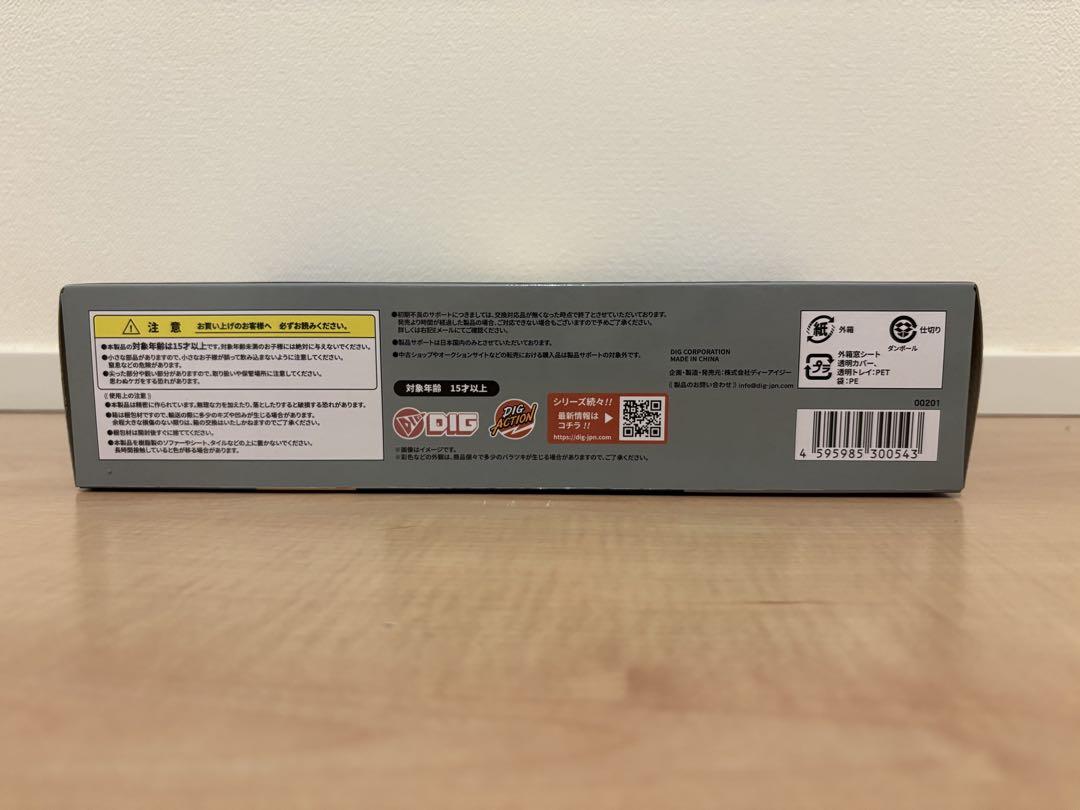 注 意 お買い上げのお客様へ 必ずお読みください。
●本製品の対象年齢は15才以上です。対象年齢未満のお子様には絶対に与えないでください。
●小さな部品がありますので、小さなお子様が誤って飲み込まないように注意してください。
窒息などの危険があります。
●尖った部分や鋭い部分がありますので、取り扱いや保管場所に注意してください。
思わぬケガをする恐れがあります。
《使用上の注意》
●本製品は精密に作られています。無理な力を加えたり、落としたりすると破損する恐れがあります。
●箱は梱包材ですので、輸送の際に多少のキズや凹みが生じる場合があります。
余程大きな損傷のない限りは、箱の交換はいたしかねますのでご了承ください。
●梱包材は開封後すぐに捨ててください。
●本製品を樹脂製のソファーやシート、タイルなどの上に置かないでください。
長時間接触していると色が移る場合があります。
●初期不良のサポートにつきましては、交換対応品が無くなった時点で終了とさせていただいております。
発売より時間が経過した製品の場合、ご対応できない場合もございますので予めご了承ください。
詳しくは右記Eメールにてご確認ください。
●製品サポートは日本国内のみとさせていただいております。
●中古ショップやオークションサイトなどの転売における購入品は製品サポートの対象外です。
対象年齢 15才以上
DIG
DIG
DIG ACTION
シリーズ続々!!
最新情報は
コチラ!!
https://dig-jpn.com
※画像はイメージです。
※彩色などの外観は、商品個々で多少のバラツキが生じる場合がありますので、ご了承ください。
DIG CORPORATION
MADE IN CHINA
企画・製造・発売元：株式会社ディーアイジー
《製品のお問い合わせ》info@dig-jpn.com
紙 外箱
ダンボール 仕切り
プラ
外箱窓シート
透明カバー、
透明トレイ：PET
袋：PE
00201
4 595985 300543